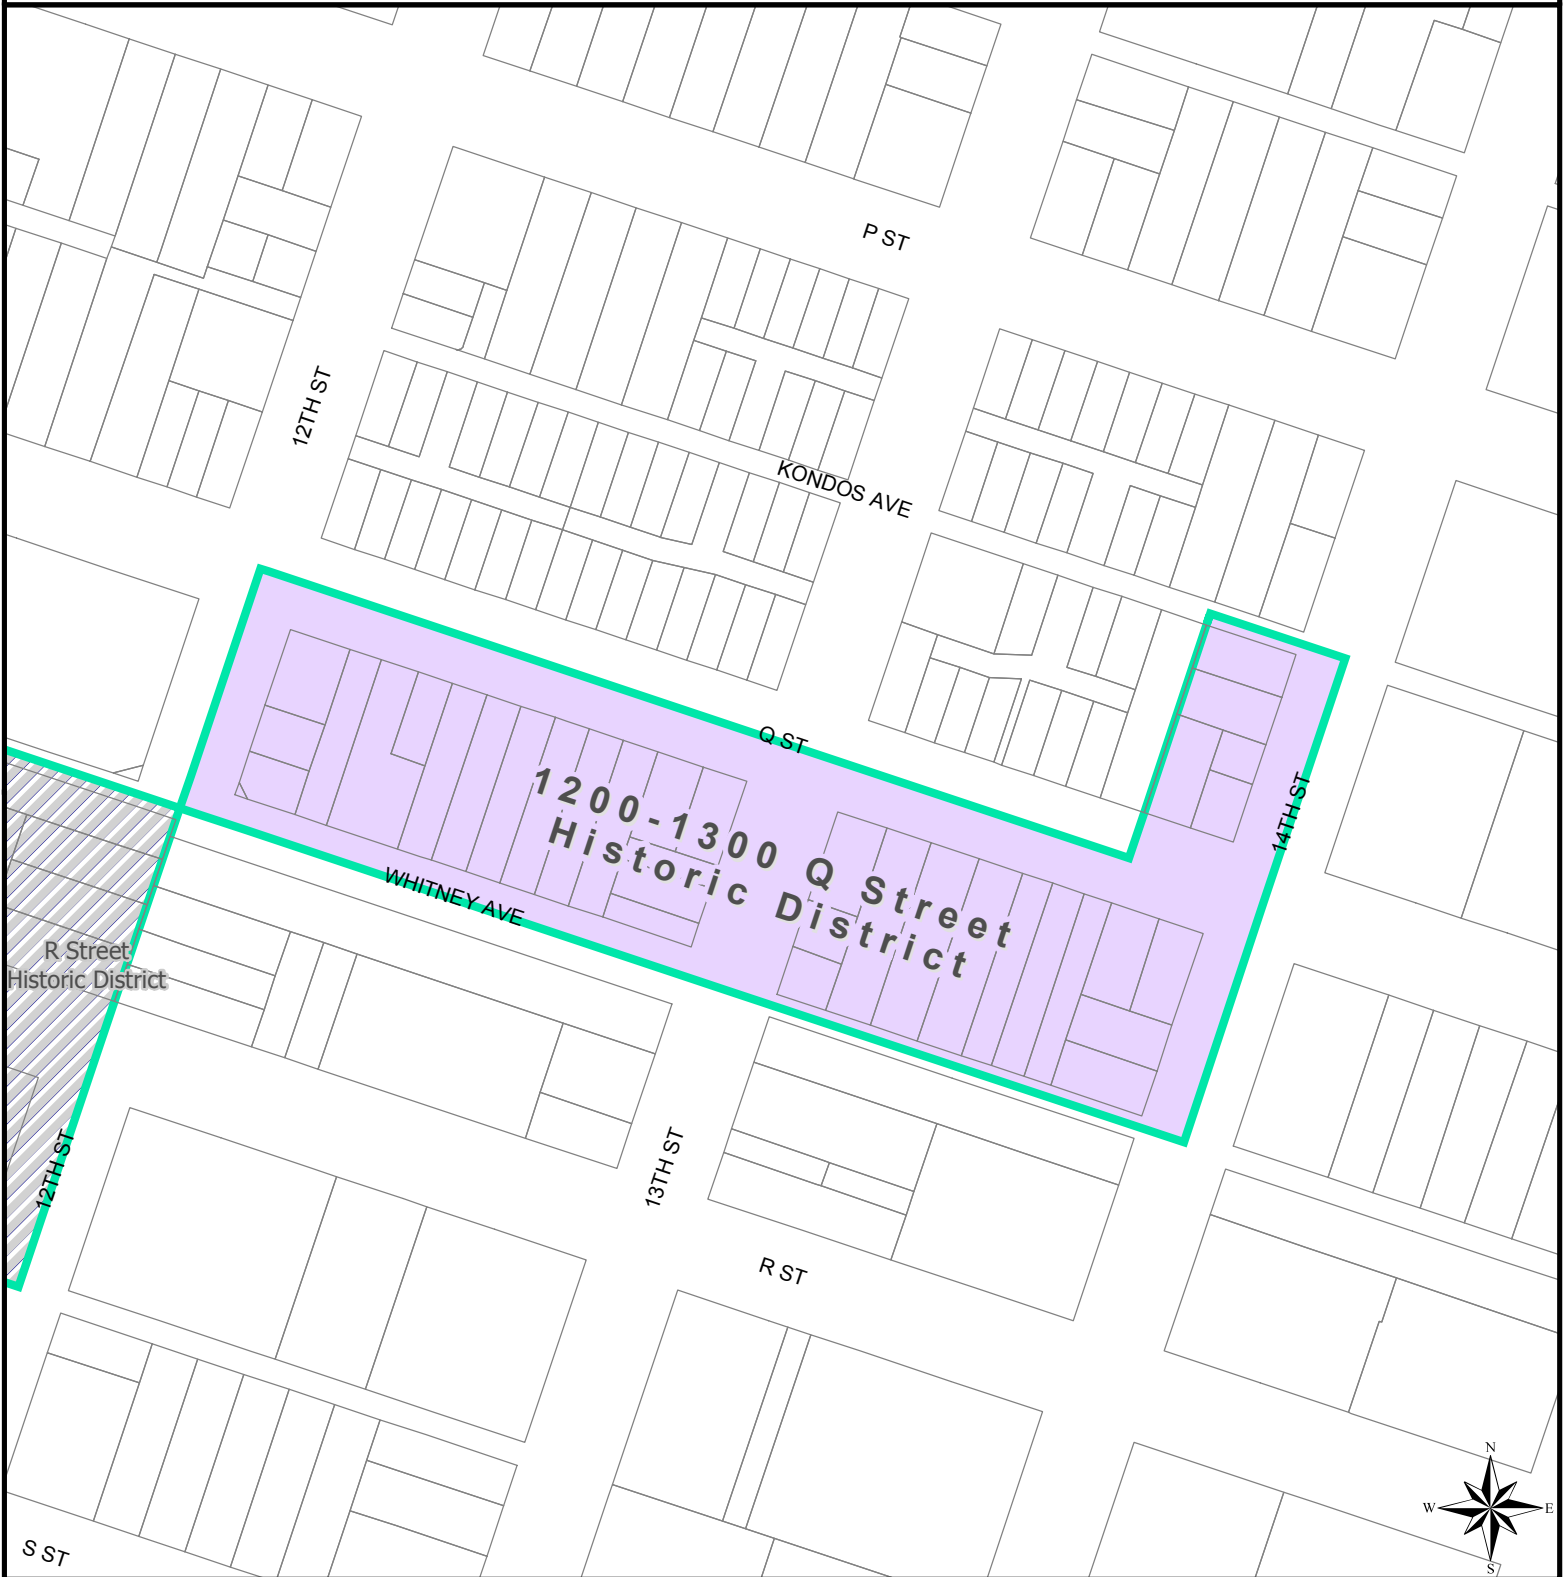 P ST
12TH ST
KONDOS AVE
Q ST
1200-1300 Q Street
Historic District
14TH ST
WHITNEY AVE
R Street
Historic District
12TH ST
13TH ST
R ST
N
W
E
S
S ST